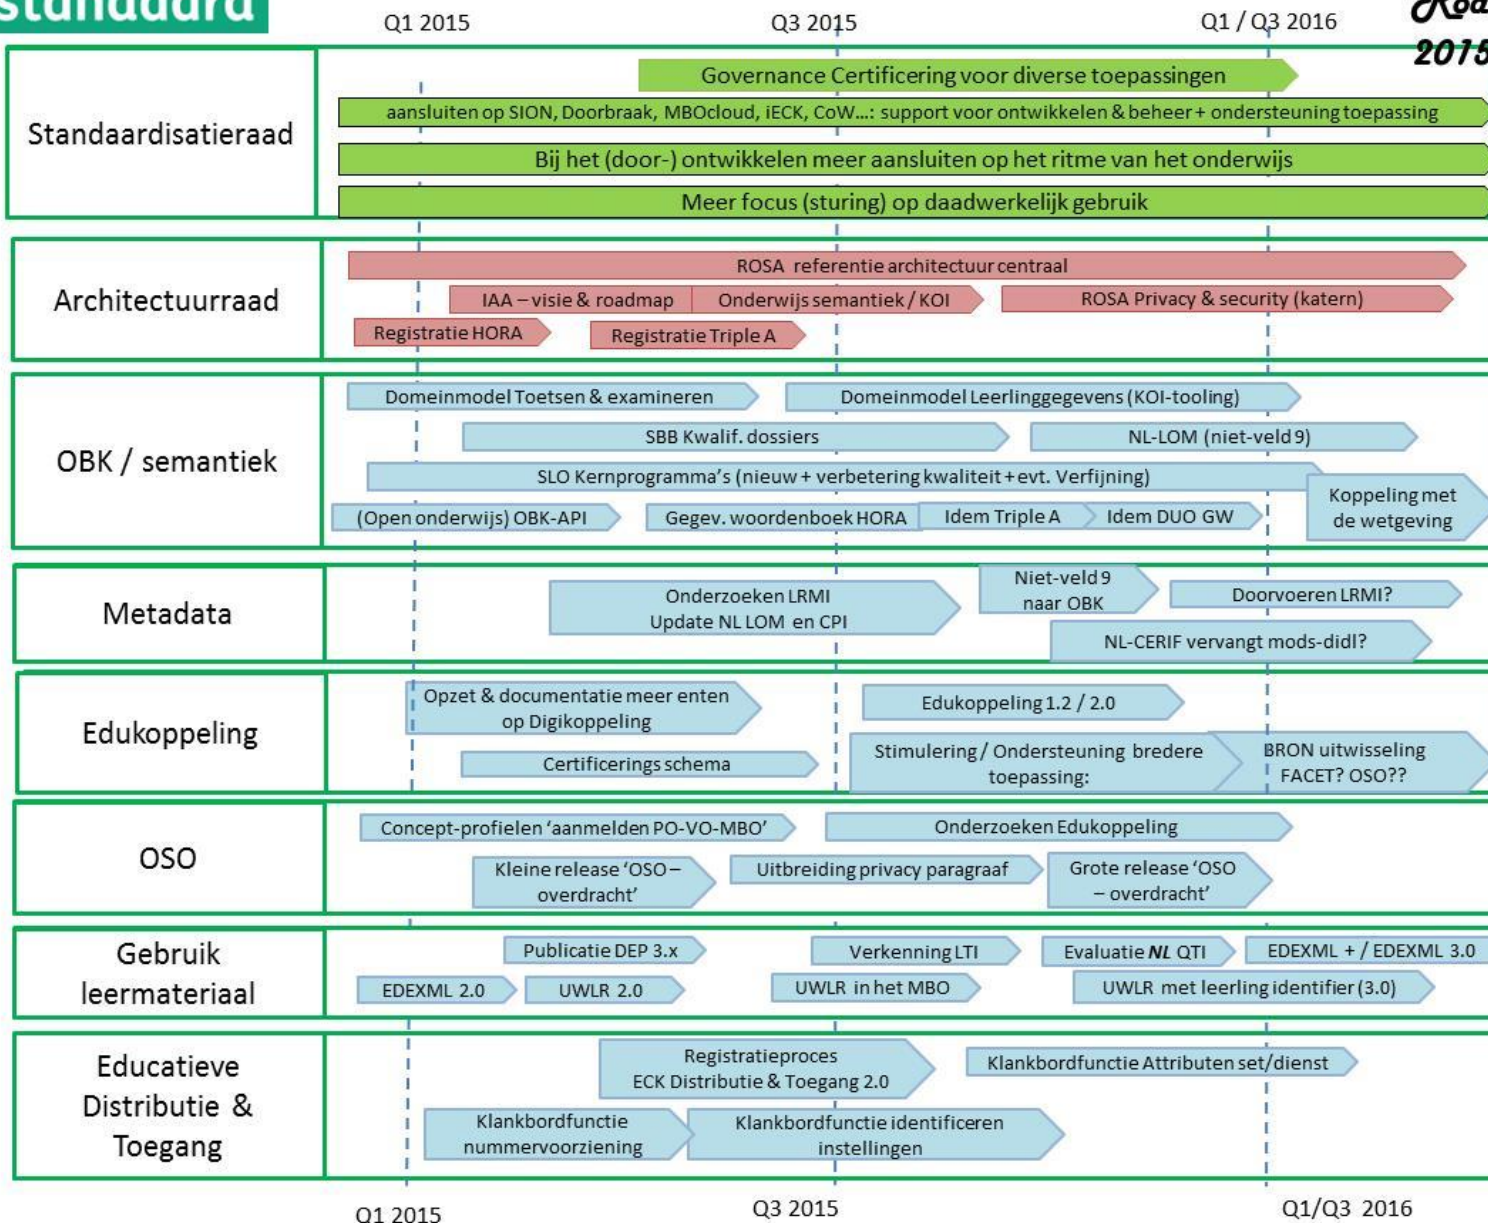 standaard
Q1 2015
Q3 2015
Q1 / Q3 2016
2015
Standaardisatieraad
Governance Certificering voor diverse toepassingen
aansluiten op SION, Doorbraak, MBOcloud, iECK, CoW...: support voor ontwikkelen & beheer + ondersteuning toepassing
Bij het (door-) ontwikkelen meer aansluiten op het ritme van het onderwijs
Meer focus (sturing) op daadwerkelijk gebruik
Architectuurraad
ROSA referentie architectuur centraal
IAA – visie & roadmap
Onderwijs semantiek / KOI
ROSA Privacy & security (katern)
Registratie HORA
Registratie Triple A
OBK / semantiek
Domeinmodel Toetsen & examineren
Domeinmodel Leerlinggegevens (KOI-tooling)
SBB Kwalif. dossiers
NL-LOM (niet-veld 9)
SLO Kernprogramma's (nieuw + verbetering kwaliteit + evt. Verfijning)
Koppeling met
de wetgeving
(Open onderwijs) OBK-API
Gegev. woordenboek HORA
Idem Triple A
Idem DUO GW
Metadata
Onderzoeken LRMI
Update NL LOM en CPI
Niet-veld 9
naar OBK
Doorvoeren LRMI?
NL-CERIF vervangt mods-didl?
Edukoppeling
Opzet & documentatie meer enten
op Digikoppeling
Edukoppeling 1.2 / 2.0
Certificerings schema
Stimulering / Ondersteuning bredere
toepassing:
BRON uitwisseling
FACET? OSO??
OSO
Concept-profielen 'aanmelden PO-VO-MBO'
Onderzoeken Edukoppeling
Kleine release 'OSO –
overdracht'
Uitbreiding privacy paragraaf
Grote release 'OSO
– overdracht'
Gebruik
leermateriaal
Publicatie DEP 3.x
Verkenning LTI
Evaluatie NL QTI
EDEXML + / EDEXML 3.0
EDEXML 2.0
UWLR 2.0
UWLR in het MBO
UWLR met leerling identifier (3.0)
Educatieve
Distributie &
Toegang
Registratieproces
ECK Distributie & Toegang 2.0
Klankbordfunctie Attributen set/dienst
Klankbordfunctie
nummervoorziening
Klankbordfunctie identificeren
instellingen
Q1 2015
Q3 2015
Q1/Q3 2016